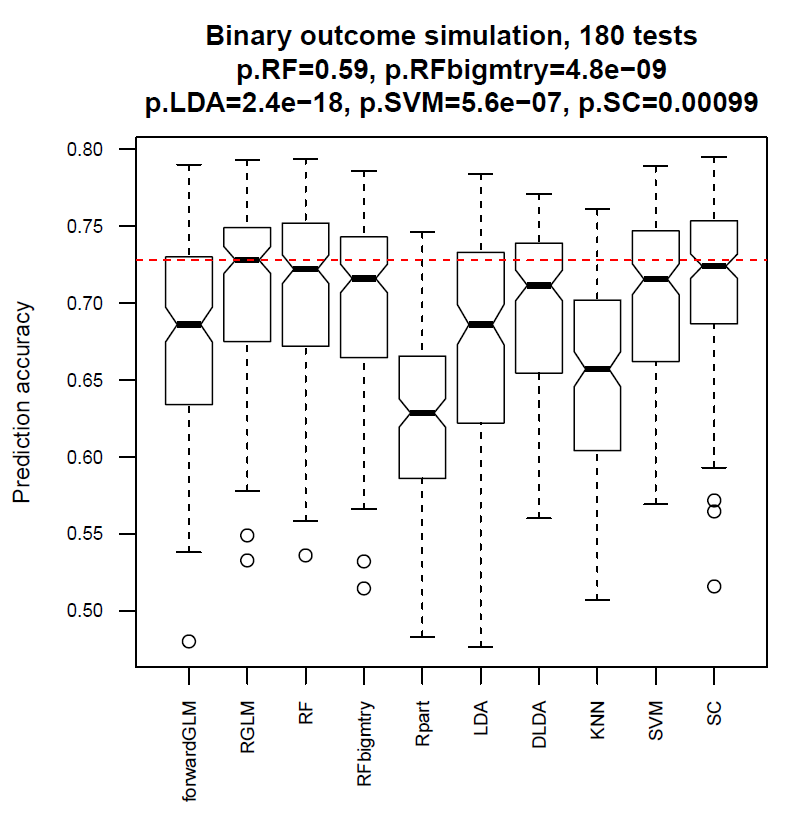 Binary outcome simulation, 180 tests
p.RF=0.59, p.RFbigmtry=4.8e−09
p.LDA=2.4e−18, p.SVM=5.6e−07, p.SC=0.00099
Prediction accuracy
0.80
0.75
0.70
0.65
0.60
0.55
0.50
forwardGLM
RGLM
RF
RFbigmtry
Rpart
LDA
DLDA
KNN
SVM
SC